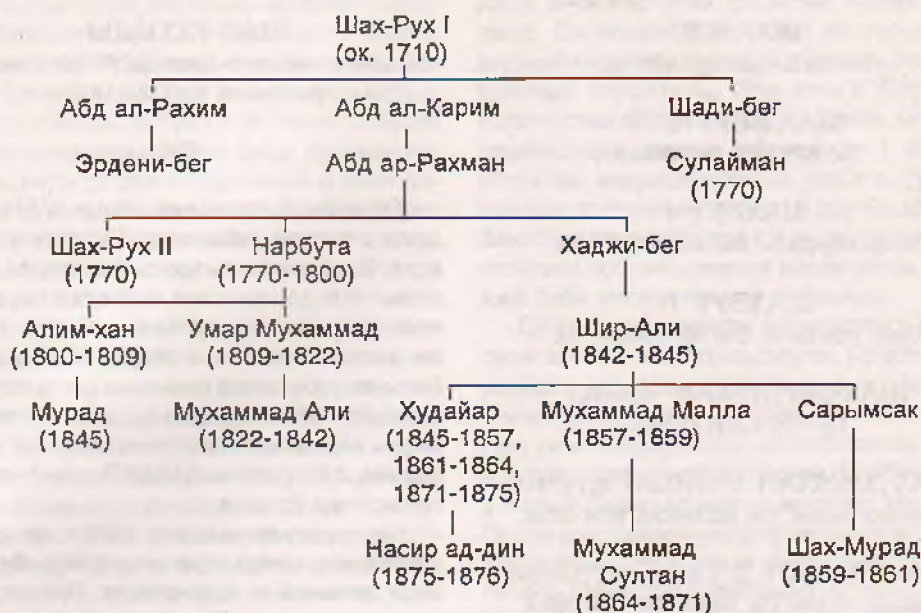 Шах-Рух I
(ок. 1710)
Абд ал-Рахим Абд ал-Карим Шади-бег
Эрдени-бег Абд ар-Рахман Сулайман
(1770)
Шах-Рух II Нарбута Хаджи-бег
(1770) (1770-1800)
Алим-хан Умар Мухаммад Шир-Али
(1800-1809) (1809-1822) (1842-1845)
Мурад Мухаммад Али Худайар Мухаммад Малла Сарымсак
(1845) (1822-1842) (1845-1857, (1857-1859)
1861-1864,
1871-1875)
Насир ад-дин Мухаммад Шах-Мурад
(1875-1876) Султан (1859-1861)
(1864-1871)